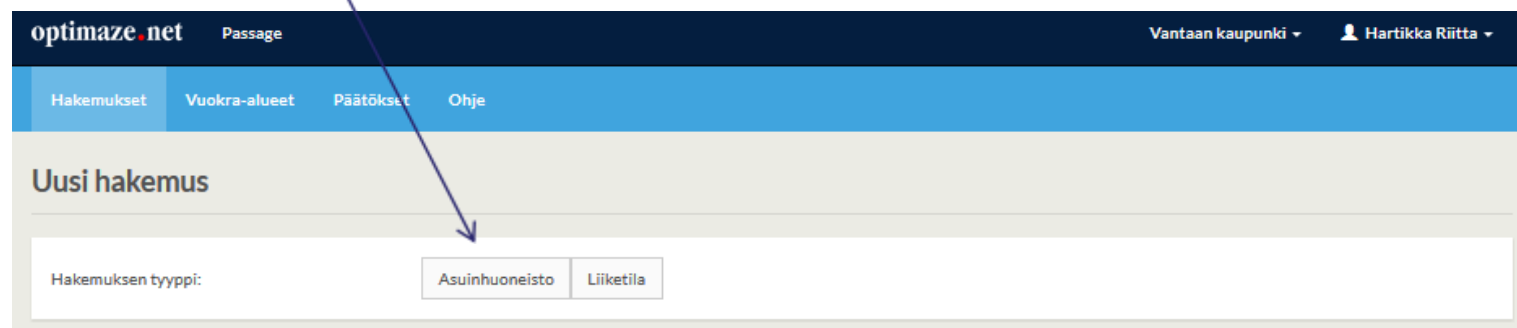 optimaze.net Passage Vantaan kaupunki Hartikka Riitta
Hakemukset Vuokra-alueet Päätökset Ohje
Uusi hakemus
Hakemuksen tyyppi: Asuinhuoneisto Liiketila